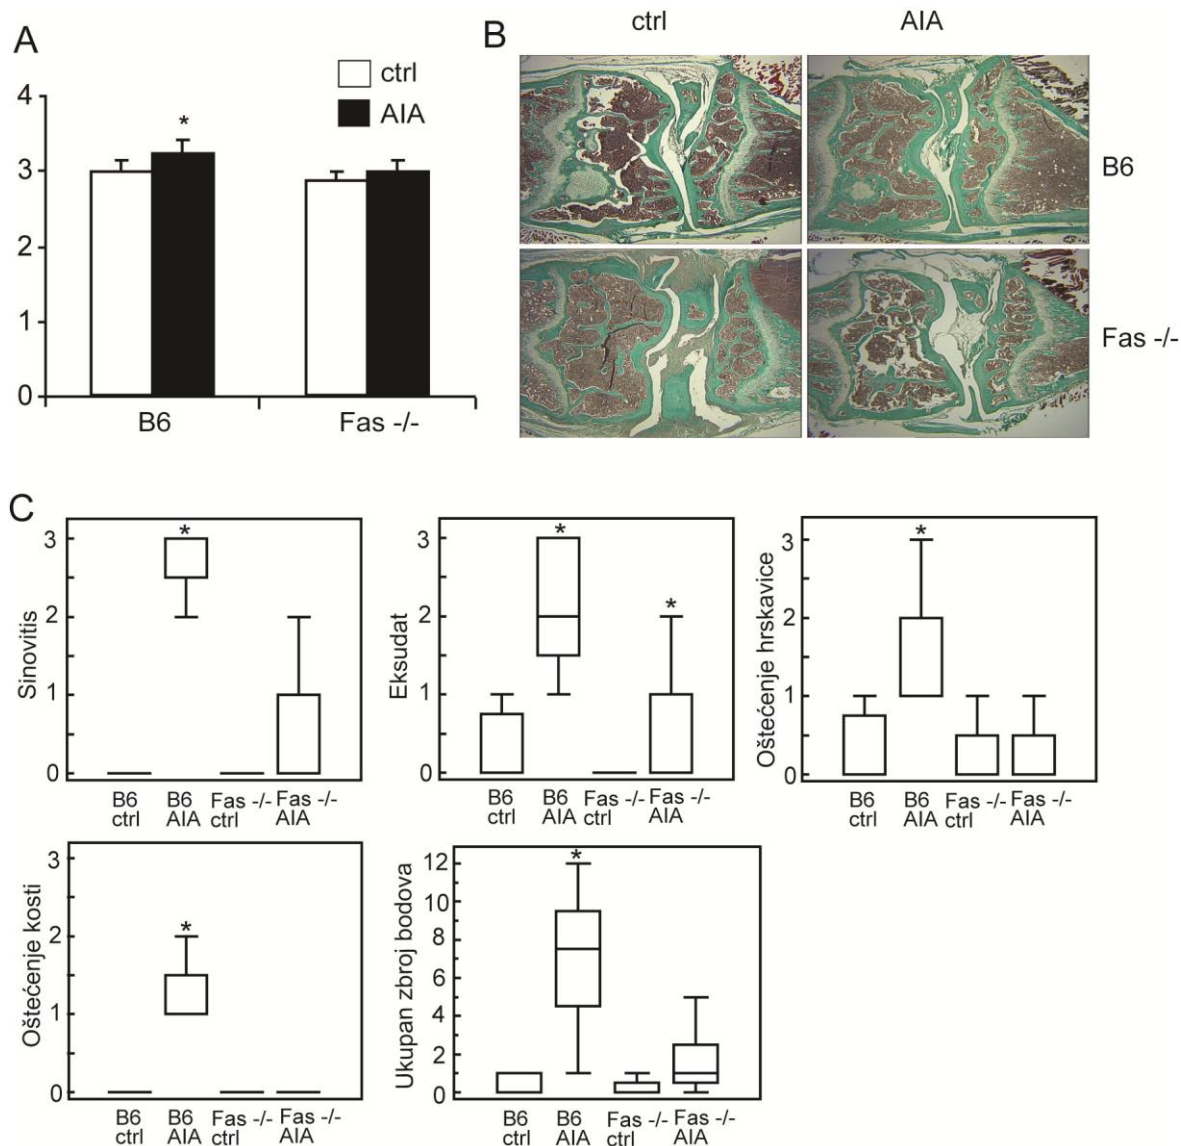 A
ctrl
AIA
4
3
2
1
0
*
B6
Fas -/-
B
ctrl
AIA
B6
Fas -/-
C
Sinovitis
3
2
1
0
*
B6 ctrl
B6 AIA
Fas -/- ctrl
Fas -/- AIA
Eksudat
3
2
1
0
*
*
B6 ctrl
B6 AIA
Fas -/- ctrl
Fas -/- AIA
Oštećenje hrskavice
3
2
1
0
*
B6 ctrl
B6 AIA
Fas -/- ctrl
Fas -/- AIA
Oštećenje kosti
3
2
1
0
*
B6 ctrl
B6 AIA
Fas -/- ctrl
Fas -/- AIA
Ukupan zbroj bodova
12
10
8
6
4
2
1
0
*
B6 ctrl
B6 AIA
Fas -/- ctrl
Fas -/- AIA